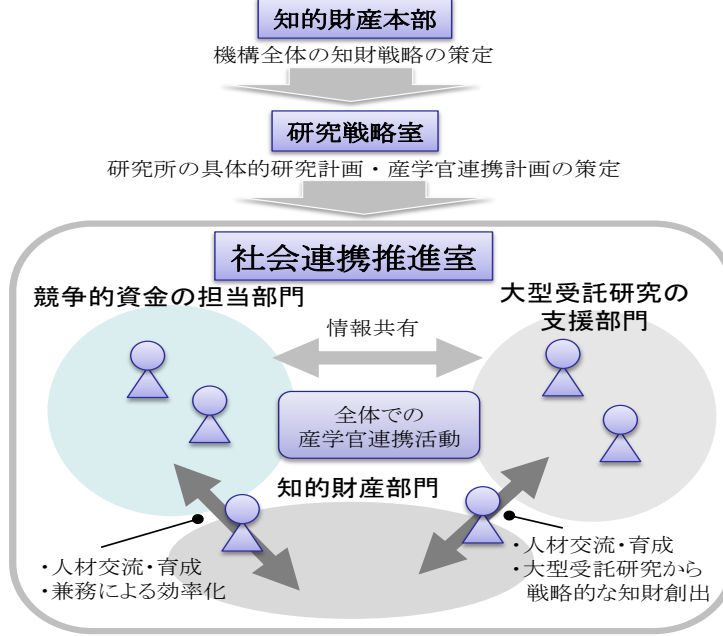 知的財産本部
機構全体の知財戦略の策定
研究戦略室
研究所の具体的研究計画・産学官連携計画の策定
社会連携推進室
競争的資金の担当部門
大型受託研究の
支援部門
情報共有
全体での
産学官連携活動
知的財産部門
・人材交流・育成
・兼務による効率化
・人材交流・育成
・大型受託研究から
戦略的な知財創出